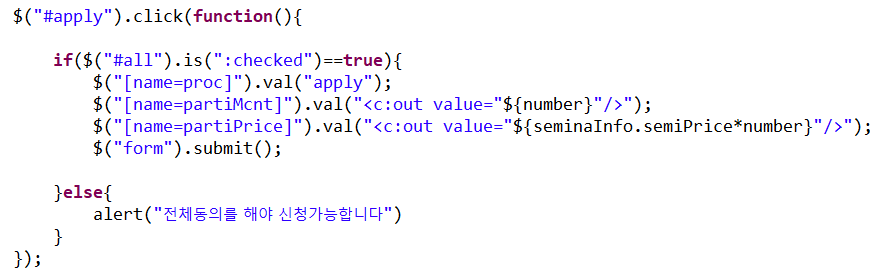 $("#apply").click(function(){
if($("#all").is(":checked")==true){
$("[name=proc]").val("apply");
$("[name=partiMcnt]").val("<c:out value="${number}"/>");
$("[name=partiPrice]").val("<c:out value="${seminaInfo.semiPrice*number}"/>");
$("form").submit();
}else{
alert("전체동의를 해야 신청가능합니다")
}
});